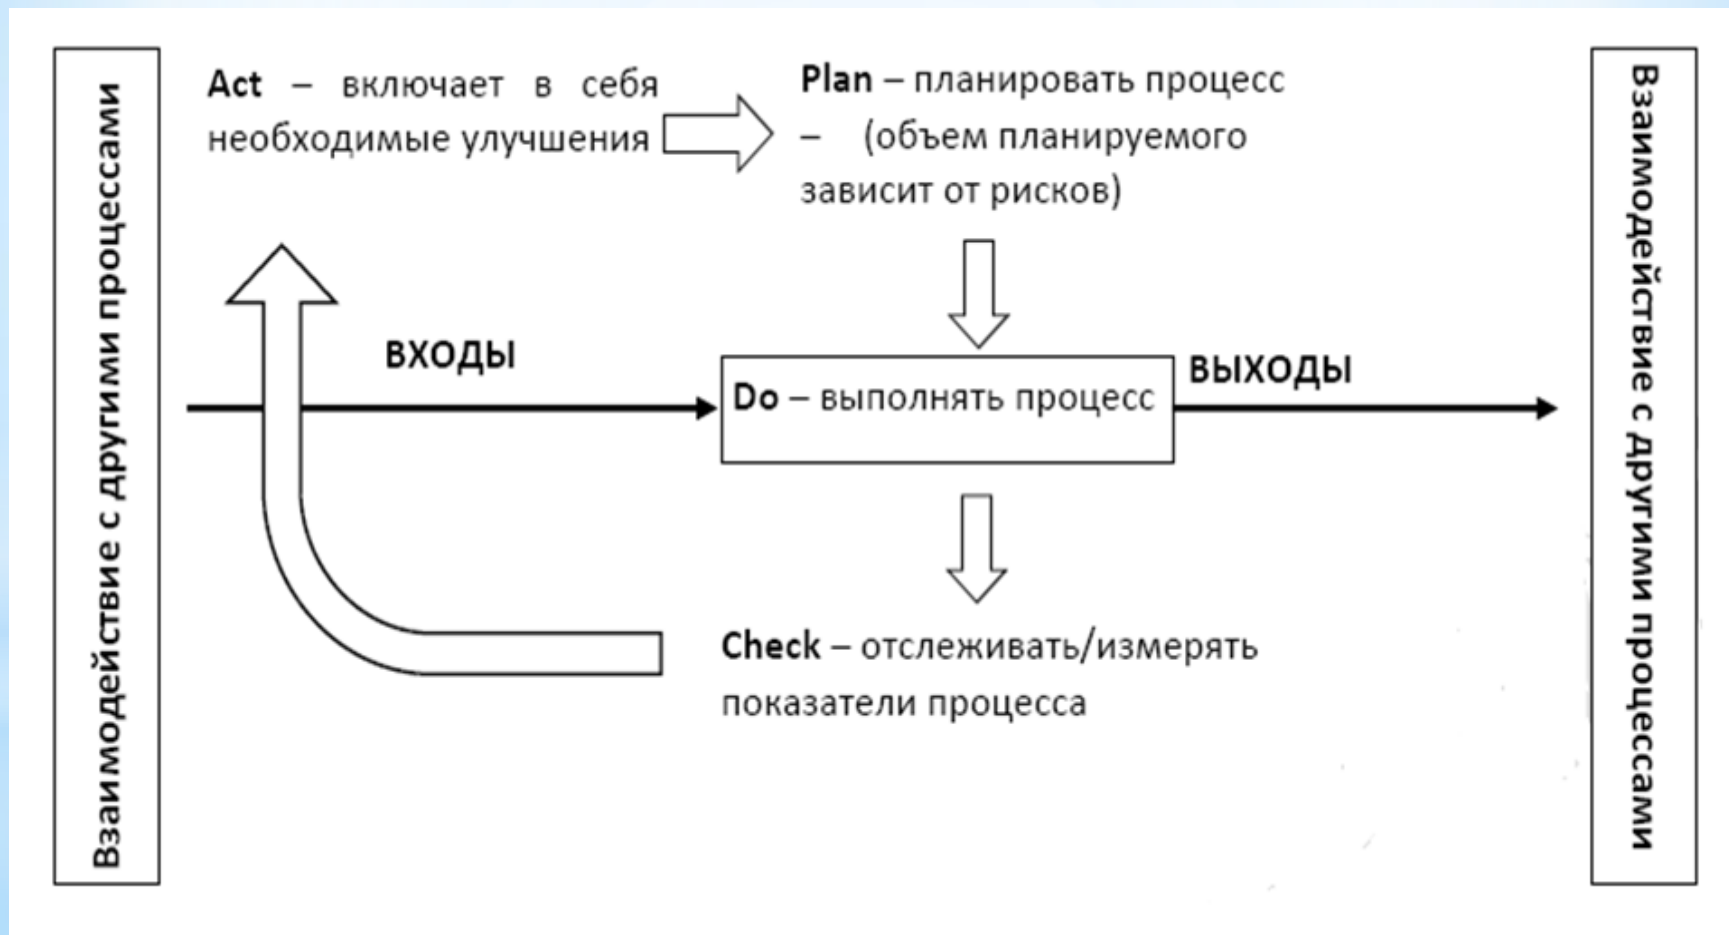 Взаимодействие с другими процессами
Act – включает в себя
необходимые улучшения
Plan – планировать процесс
– (объем планируемого
зависит от рисков)
ВХОДЫ
Do – выполнять процесс
ВЫХОДЫ
Check – отслеживать/измерять
показатели процесса
Взаимодействие с другими процессами